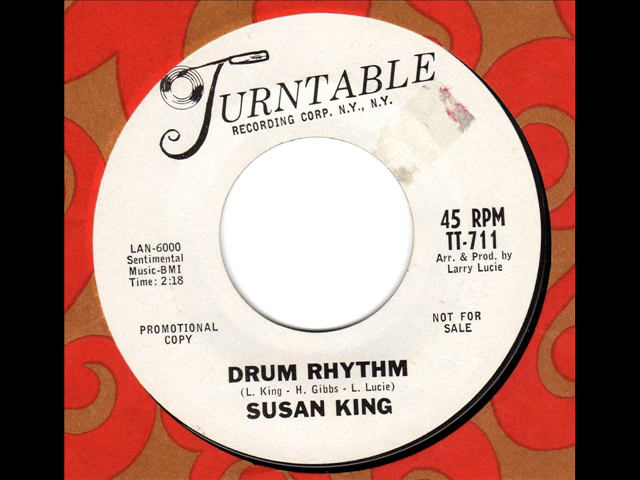 TURNTABLE
RECORDING CORP. N.Y., N.Y.
45 RPM
TT-711
Arr. & Prod. by
Larry Lucie
LAN-6000
Sentimental
Music-BMI
Time: 2:18
PROMOTIONAL
COPY
NOT FOR
SALE
DRUM RHYTHM
(L. King - H. Gibbs - L. Lucie)
SUSAN KING